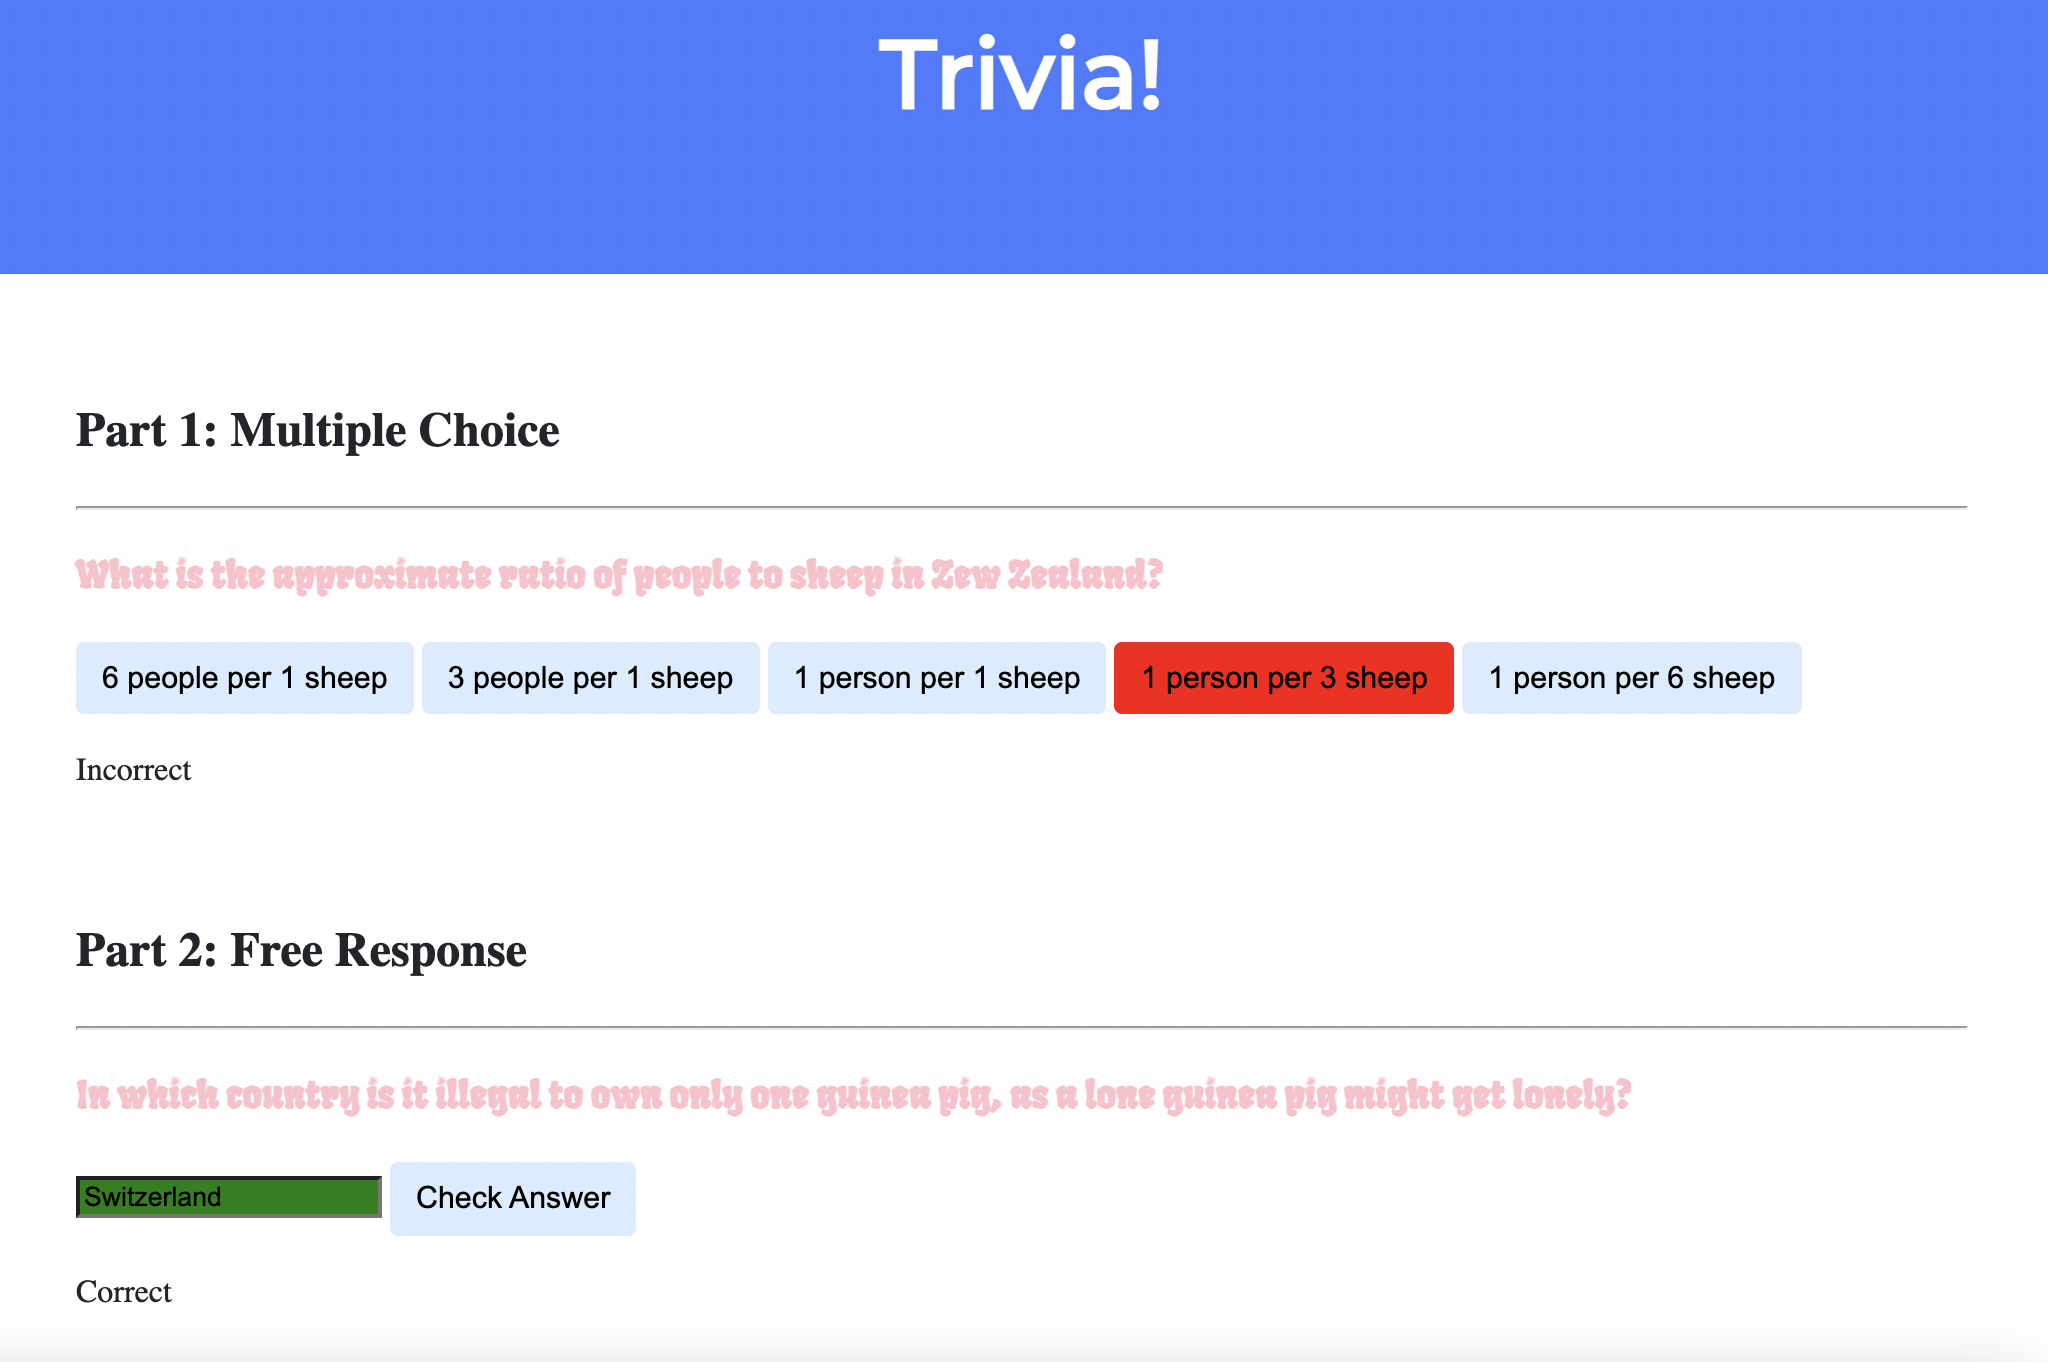 Trivia!
Part 1: Multiple Choice
What is the approximate ratio of people to sheep in Zew Zealand?
6 people per 1 sheep 3 people per 1 sheep 1 person per 1 sheep 1 person per 3 sheep 1 person per 6 sheep
Incorrect
Part 2: Free Response
In which country is it illegal to own only one guinea pig, as a lone guinea pig might get lonely?
Switzerland Check Answer
Correct